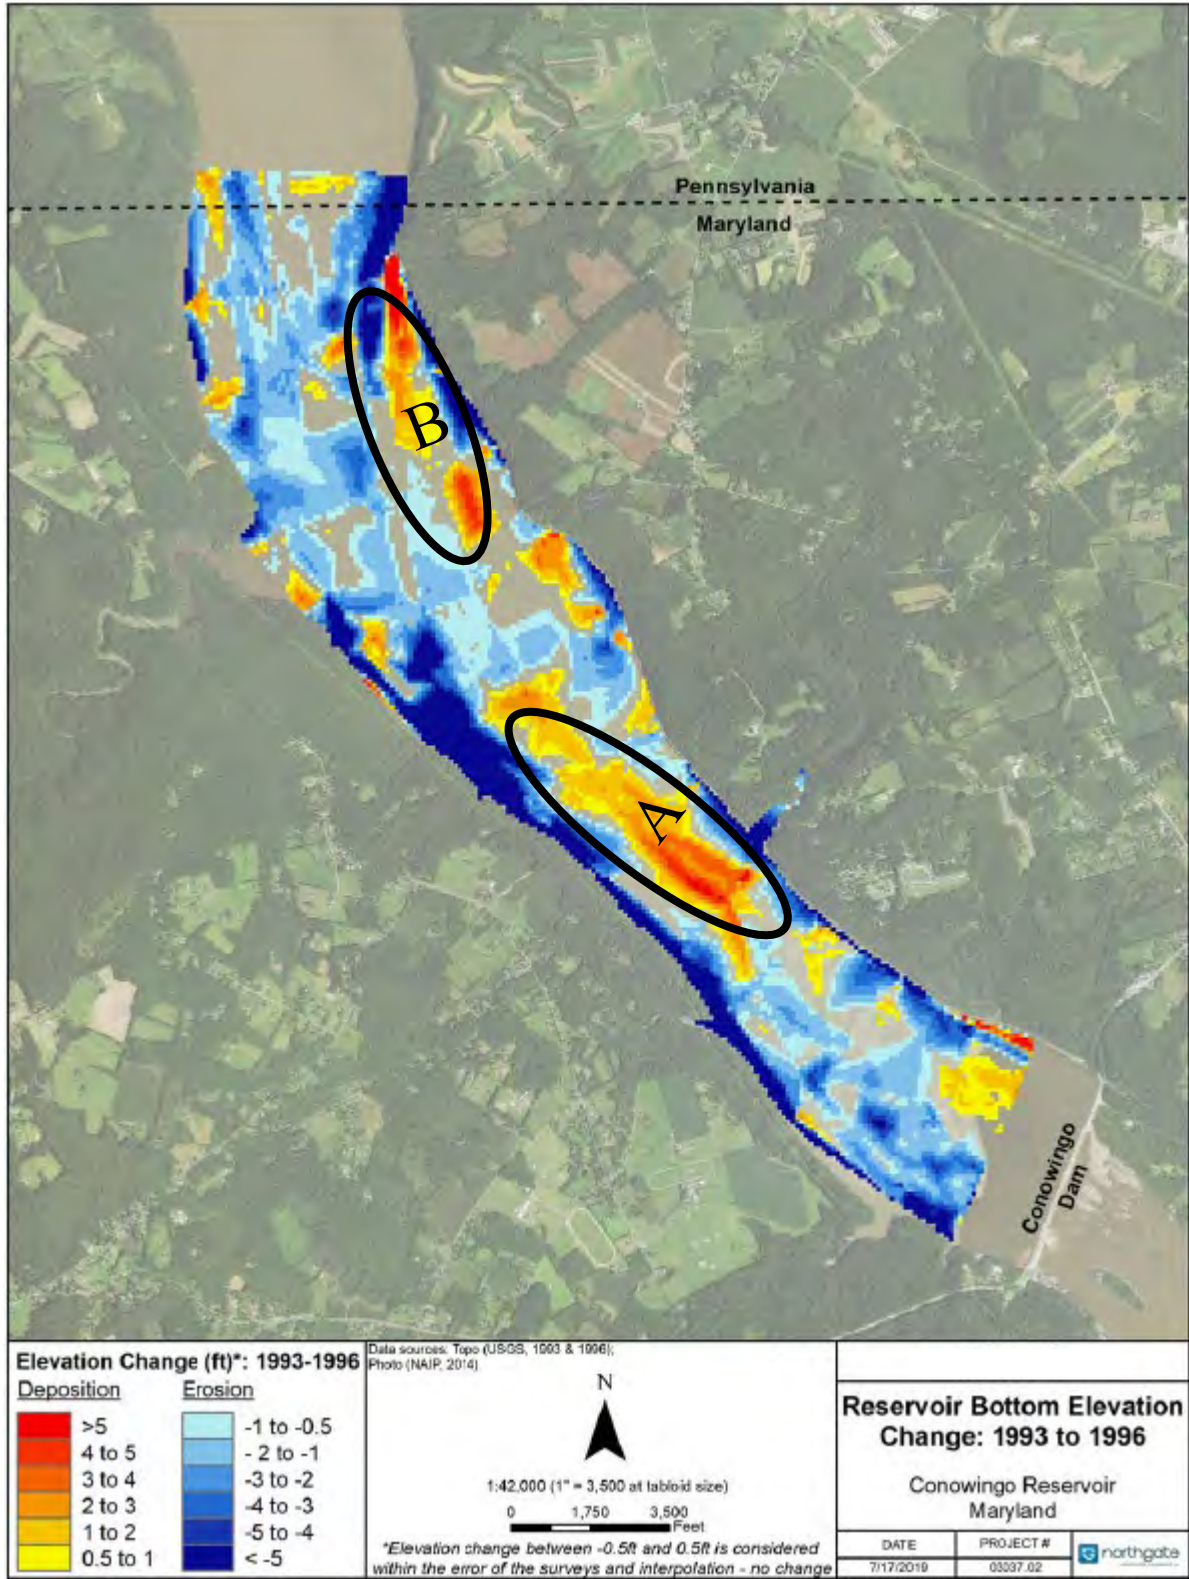 Pennsylvania
Maryland
B
A
Conowingo
Dam
Elevation Change (ft)*: 1993-1996
Deposition
Erosion
>5
4 to 5
3 to 4
2 to 3
1 to 2
0.5 to 1
-1 to -0.5
- 2 to -1
-3 to -2
-4 to -3
-5 to -4
< -5
Data sources: Topo (USGS, 1993 & 1996);
Photo (NAIP, 2014)
N
1:42,000 (1" = 3,500 at tabloid size)
0 1,750 3,500
Feet
*Elevation change between -0.5ft and 0.5ft is considered
within the error of the surveys and interpolation - no change
Reservoir Bottom Elevation
Change: 1993 to 1996
Conowingo Reservoir
Maryland
DATE
7/17/2019
PROJECT #
03037.02
northgate